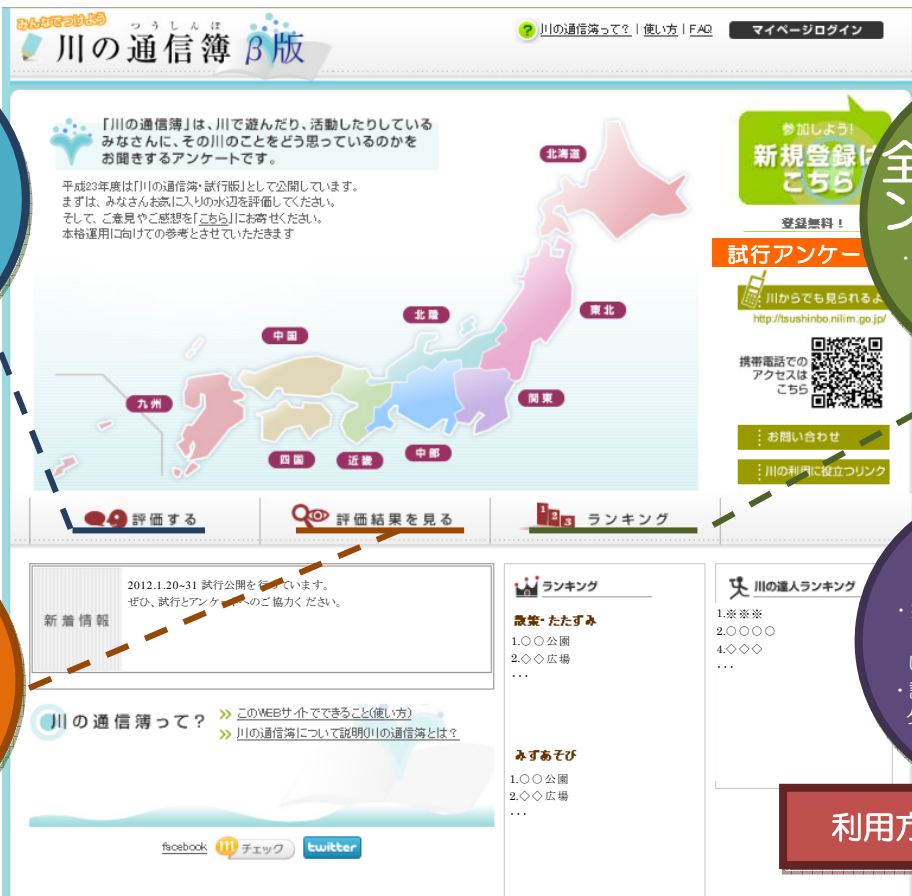 みんなでつけよう
つうしんぼ
川の通信簿 β版
? 川の通信簿って? | 使い方 | FAQ
マイページログイン
「川の通信簿」は、川で遊んだり、活動したりしている
みなさんに、その川のことをどう思っているのかを
お聞きするアンケートです。
平成23年度は「川の通信簿・試行版」として公開しています。
まずは、みなさんお気に入りの水辺を評価してください。
そして、ご意見やご感想を「こちら」にお寄せください。
本格運用に向けての参考とさせていただきます
北海道
東北
北陸
中国
関東
九州
四国
近畿
中部
参加しよう!
新規登録は
こちら
登録無料!
全
ン
試行アンケー
川からでも見られるよ
http://tsushinbo.nilim.go.jp/
携帯電話での
アクセスは
こちら
お問い合わせ
川の利用に役立つリンク
評価する
評価結果を見る
1 2 3 ランキング
新着情報
2012.1.20~31 試行公開を行っています。
ぜひ、試行とアンケートへのご協力ください。
ランキング
散策・たたずみ
1.○○公園
2.◇◇広場
...
みずあそび
1.○○公園
2.◇◇広場
...
川の達人ランキング
1.※※※
2.○○○○
4.◇◇◇
...
川の通信簿って?
>> このWEBサイトでできること(使い方)
>> 川の通信簿について説明(川の通信簿とは?
facebook
m チェック
twitter
利用方